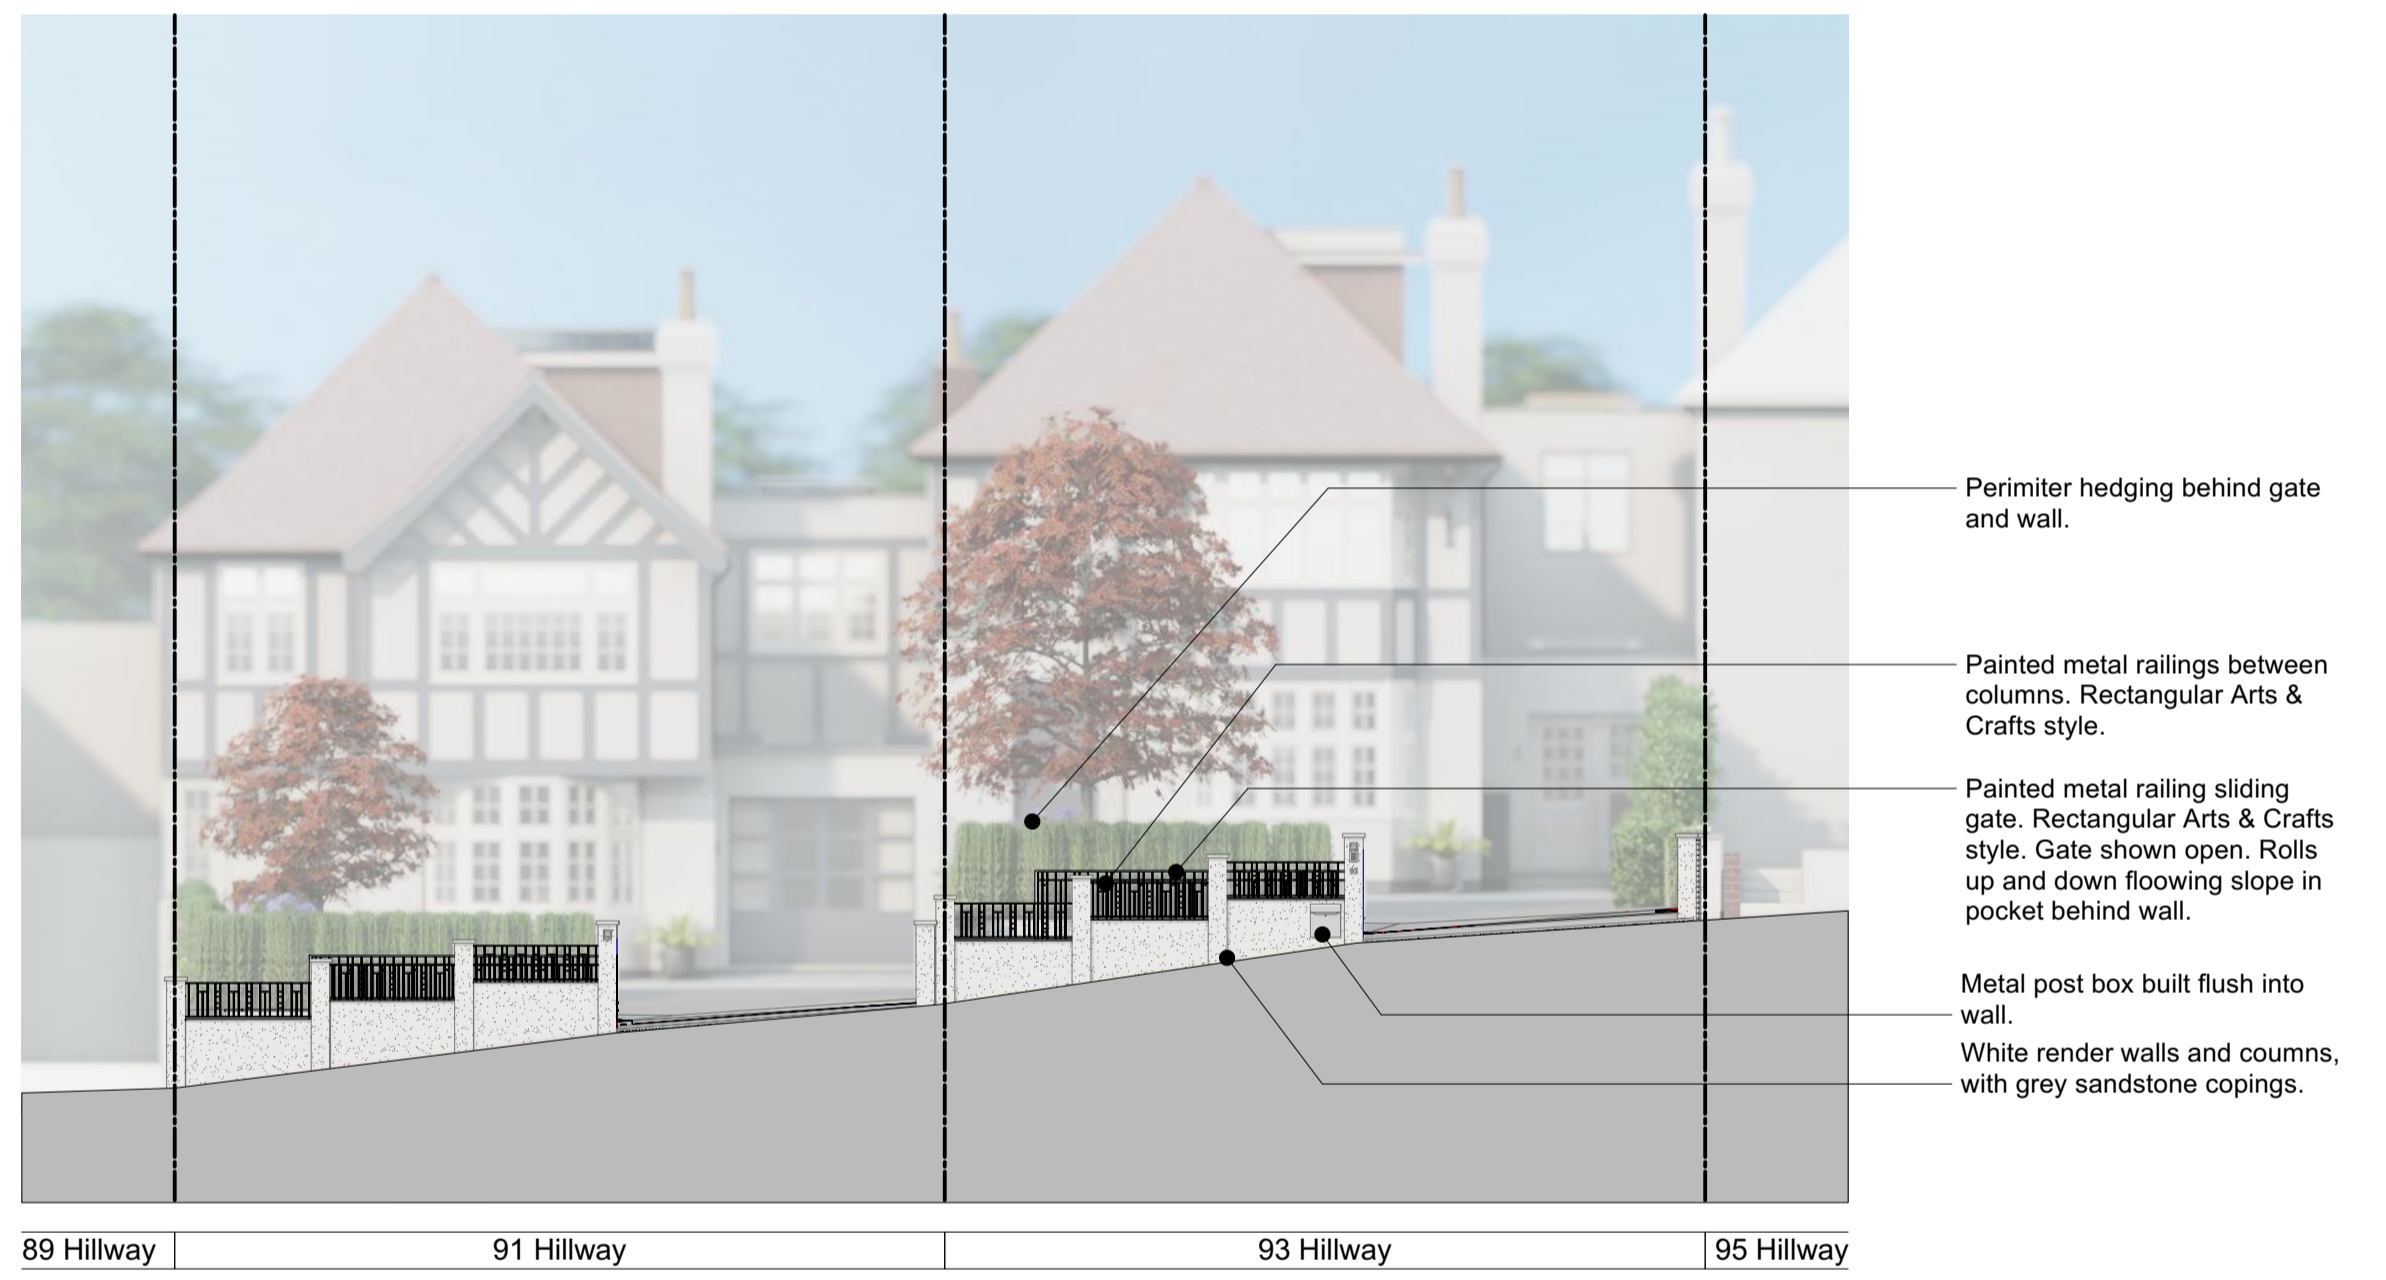 Perimiter hedging behind gate
and wall.
Painted metal railings between
columns. Rectangular Arts &
Crafts style.
Painted metal railing sliding
gate. Rectangular Arts & Crafts
style. Gate shown open. Rolls
up and down floowing slope in
pocket behind wall.
Metal post box built flush into
wall.
White render walls and coumns,
with grey sandstone copings.
89 Hillway
91 Hillway
93 Hillway
95 Hillway